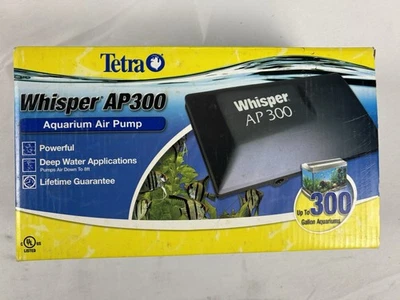 Tetra
Whisper® AP300
Aquarium Air Pump
Powerful
Deep Water Applications
Pumps Air Down To 8ft
Lifetime Guarantee
Whisper®
AP 300
Up To 300
Gallon Aquariums
C UL US
LISTED